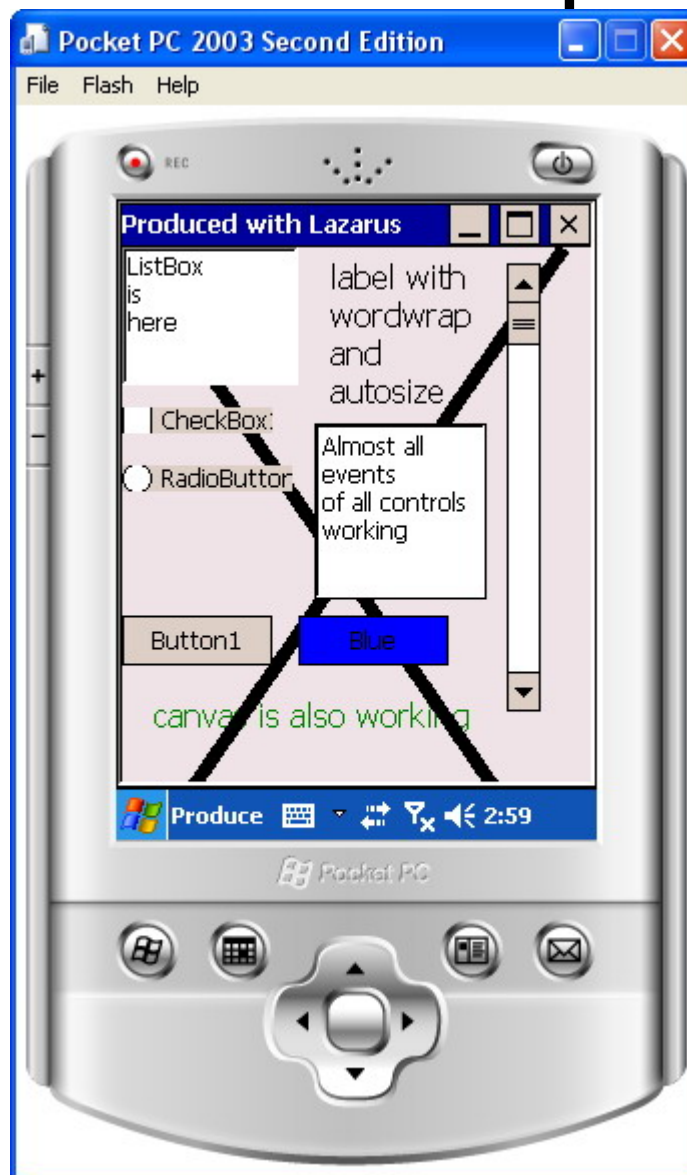 Pocket PC 2003 Second Edition
File Flash Help
REC
Produced with Lazarus
ListBox
is
here
label with
wordwrap
and
autosize
CheckBox1
RadioButton
Almost all
events
of all controls
working
Button1
Blue
canvas is also working
Produce
2:59
Pocket PC